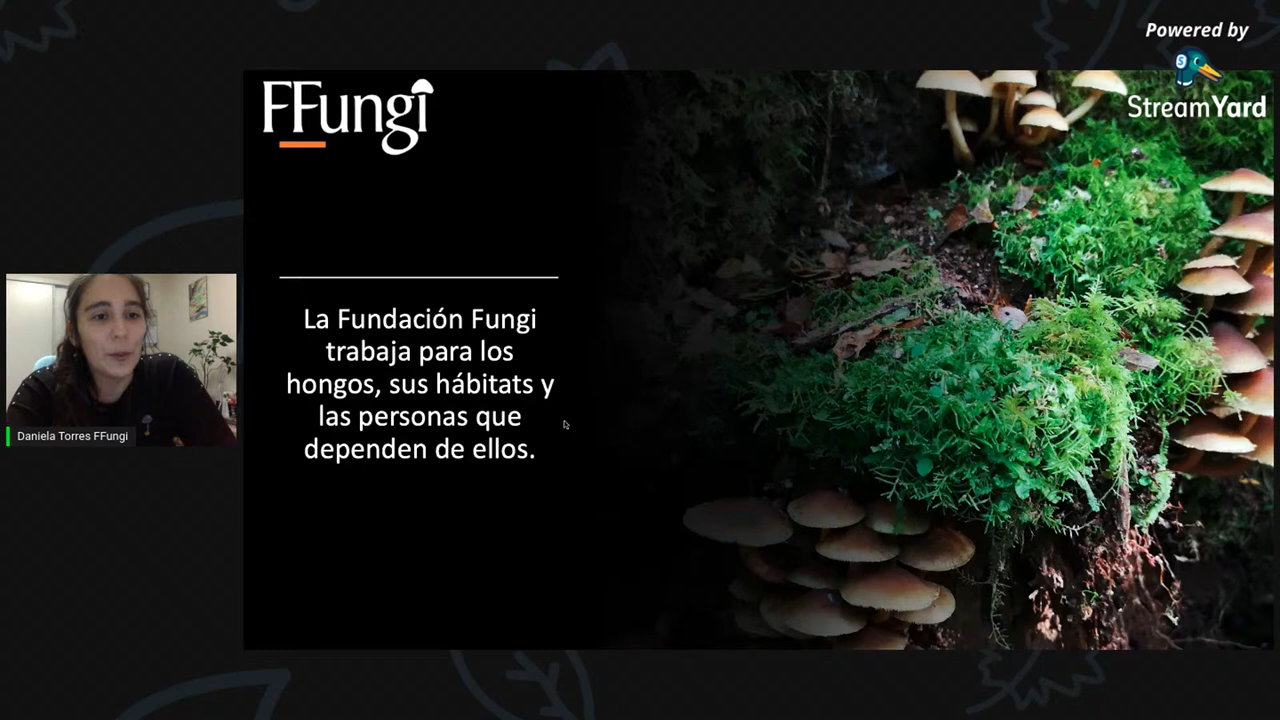 Powered by
StreamYard
FFungi
La Fundación Fungi
trabaja para los
hongos, sus hábitats y
las personas que
dependen de ellos.
Daniela Torres FFungi